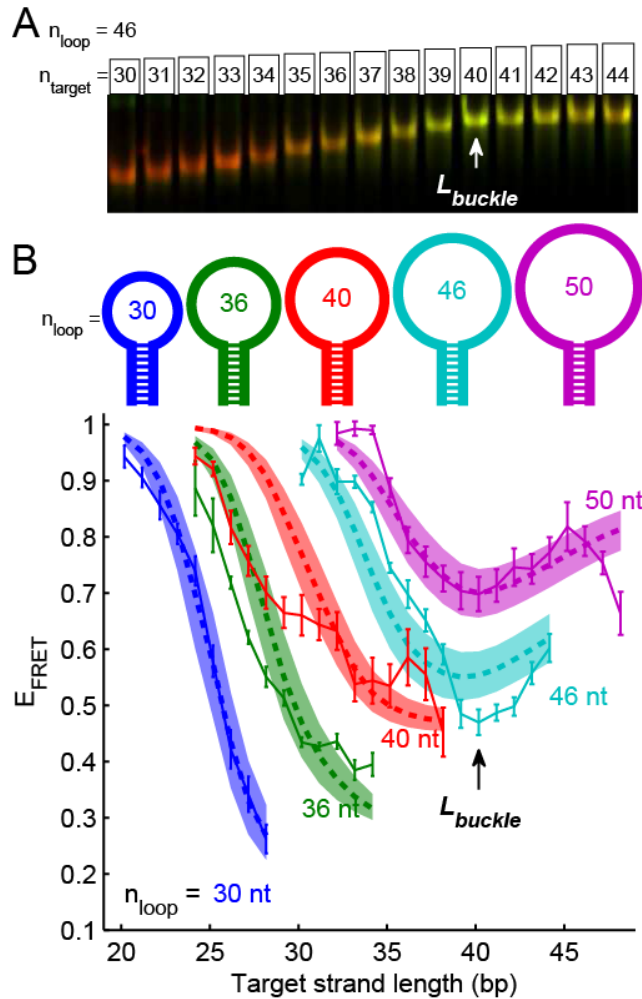 A
n_loop = 46
n_target = 30 31 32 33 34 35 36 37 38 39 40 41 42 43 44
L_buckle
B
n_loop = 30 36 40 46 50
1
0.9
0.8
0.7
0.6
0.5
0.4
0.3
0.2
0.1
E_FRET
50 nt
46 nt
40 nt
36 nt
L_buckle
n_loop = 30 nt
20 25 30 35 40 45
Target strand length (bp)